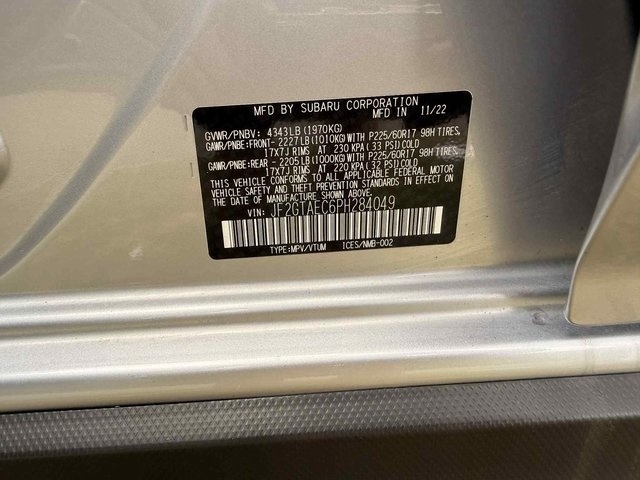 MFD BY SUBARU CORPORATION
MFD IN 11/22
GVWR/PNBV: 4343LB (1970KG)
GAWR/PNBE:FRONT- 2227LB (1010KG)WITH P225/60R17 98H TIRES,
17X7J RIMS AT 230 KPA (33 PSI)COLD
GAWR/PNBE:REAR - 2205LB (1000KG)WITH P225/60R17 98H TIRES,
17X7J RIMS AT 220 KPA (32 PSI)COLD
THIS VEHICLE CONFORMS TO ALL APPLICABLE FEDERAL MOTOR
VEHICLE SAFETY AND THEFT PREVENTION STANDARDS IN EFFECT ON
THE DATE OF MANUFACTURE SHOWN ABOVE.
VIN: JF2GTAEC6PH284049
TYPE:MPV/VTUM ICES/NMB-002